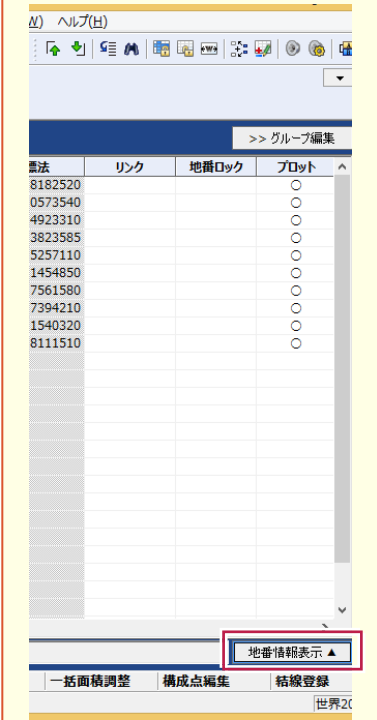 W) ヘルプ(H)
>> グループ編集
標法 リンク 地番ロック プロット
8182520 ○
0573540 ○
4923310 ○
3823585 ○
5257110 ○
1454850 ○
7561580 ○
7394210 ○
1540320 ○
8111510 ○
地番情報表示 ▲
一括面積調整 構成点編集 結線登録
世界20